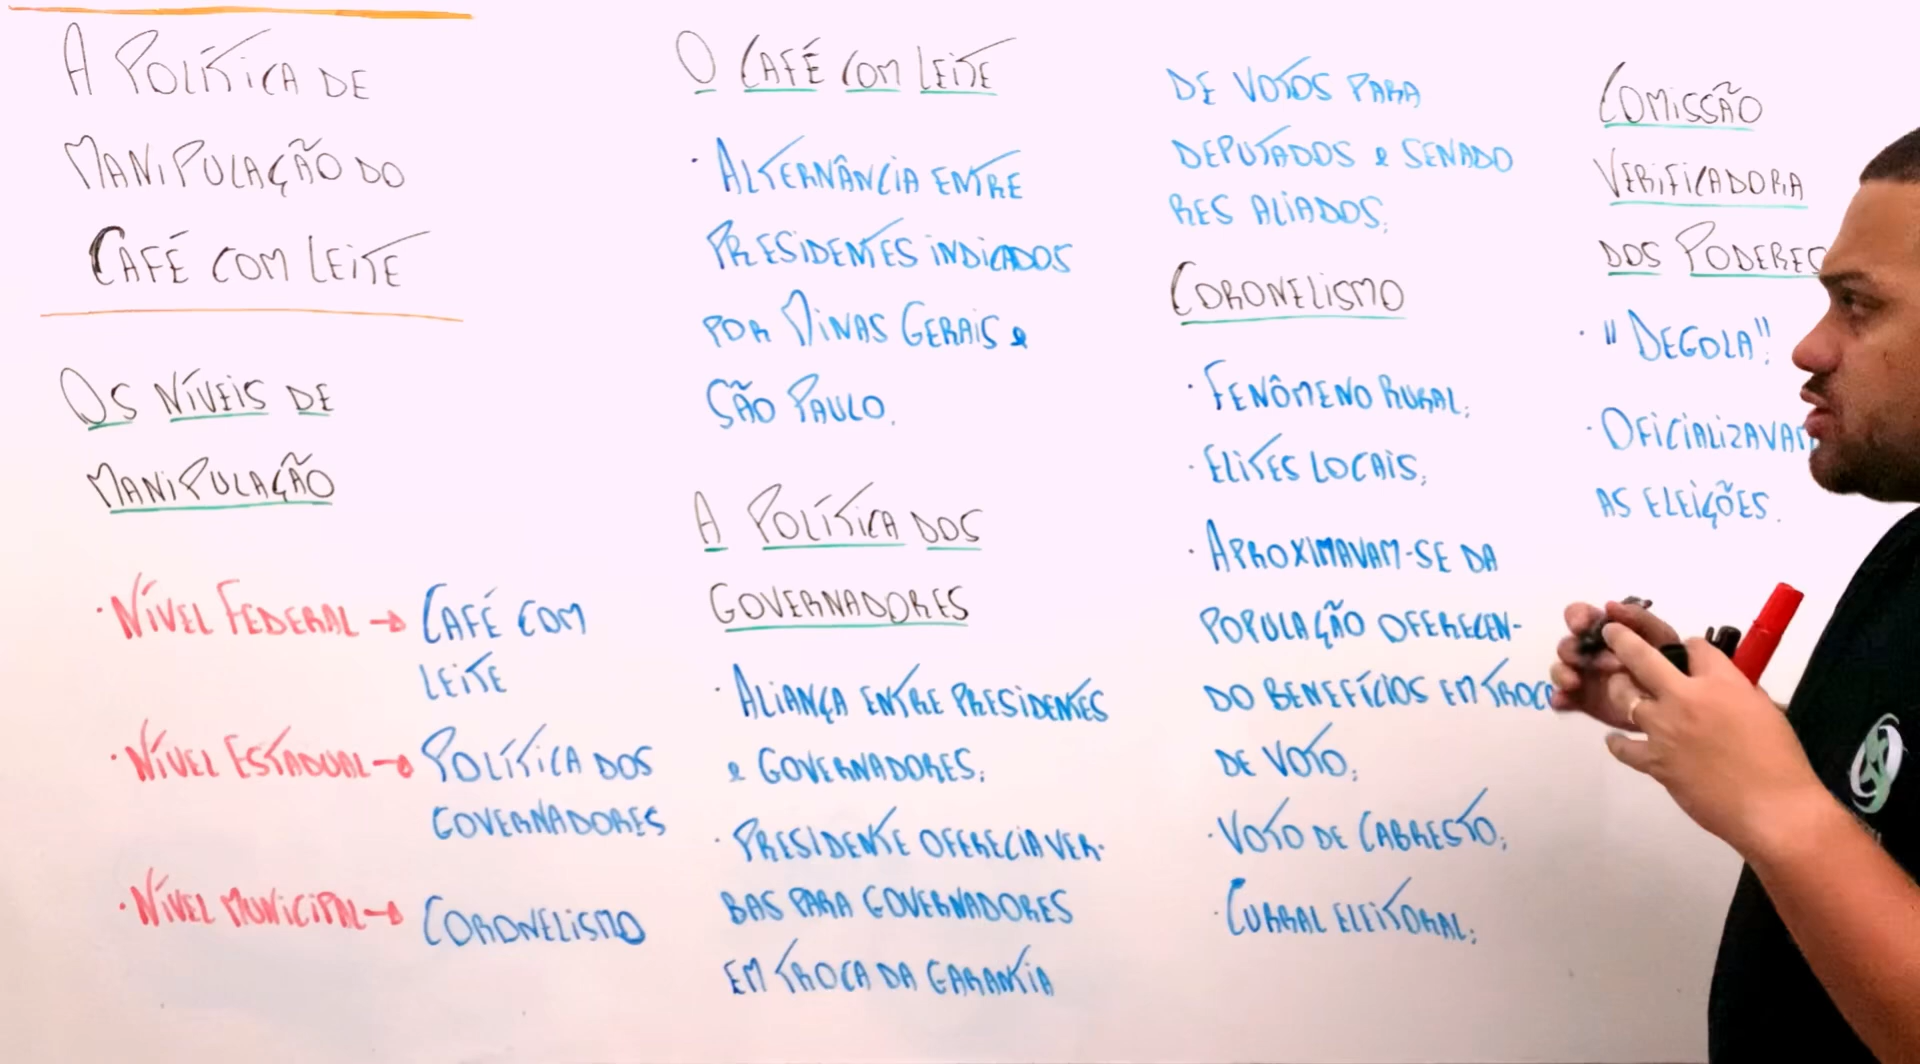 A POLÍTICA DE
MANIPULAÇÃO DO
CAFÉ COM LEITE
OS NÍVEIS DE
MANIPULAÇÃO
· NÍVEL FEDERAL → CAFÉ COM
LEITE
· NÍVEL ESTADUAL → POLÍTICA DOS
GOVERNADORES
· NÍVEL MUNICIPAL → CORONELISMO
O CAFÉ COM LEITE
· ALTERNÂNCIA ENTRE
PRESIDENTES INDICADOS
POR MINAS GERAIS e
SÃO PAULO.
A POLÍTICA DOS
GOVERNADORES
· ALIANÇA ENTRE PRESIDENTES
e GOVERNADORES;
· PRESIDENTE OFERECIA VER-
BAS PARA GOVERNADORES
EM TROCA DA GARANTIA
DE VOTOS PARA
DEPUTADOS e SENADO
RES ALIADOS;
CORONELISMO
· FENÔMENO RURAL;
· ELITES LOCAIS;
· APROXIMAVAM-SE DA
POPULAÇÃO OFERECEN-
DO BENEFÍCIOS EM TROCA
DE VOTO;
· VOTO DE CABRESTO;
· CURRAL ELEITORAL;
COMISSÃO
VERIFICADORA
DOS PODERES
· "DEGOLA";
· OFICIALIZAVAM
AS ELEIÇÕES.